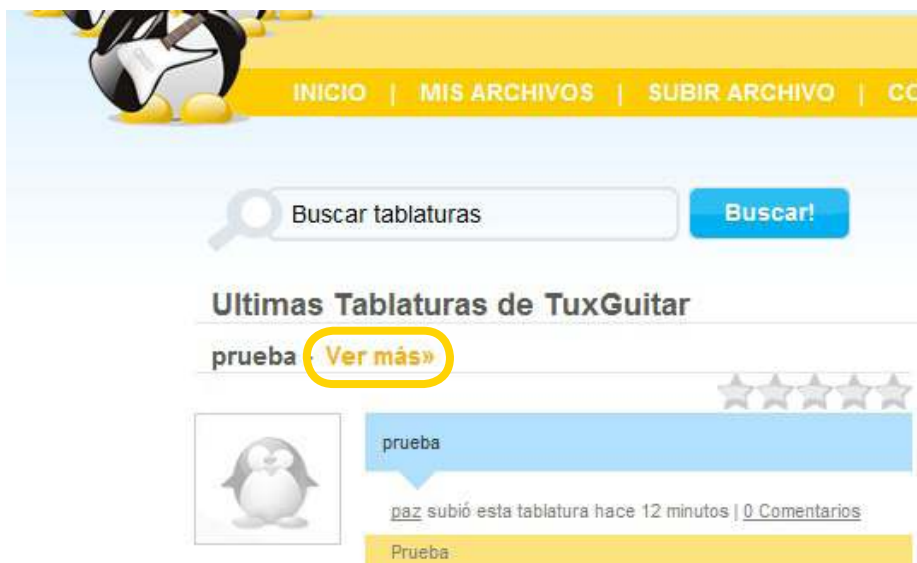 INICIO | MIS ARCHIVOS | SUBIR ARCHIVO | CO
Buscar tablaturas
Buscar!
Ultimas Tablaturas de TuxGuitar
prueba - Ver más»
prueba
paz subió esta tablatura hace 12 minutos | 0 Comentarios
Prueba